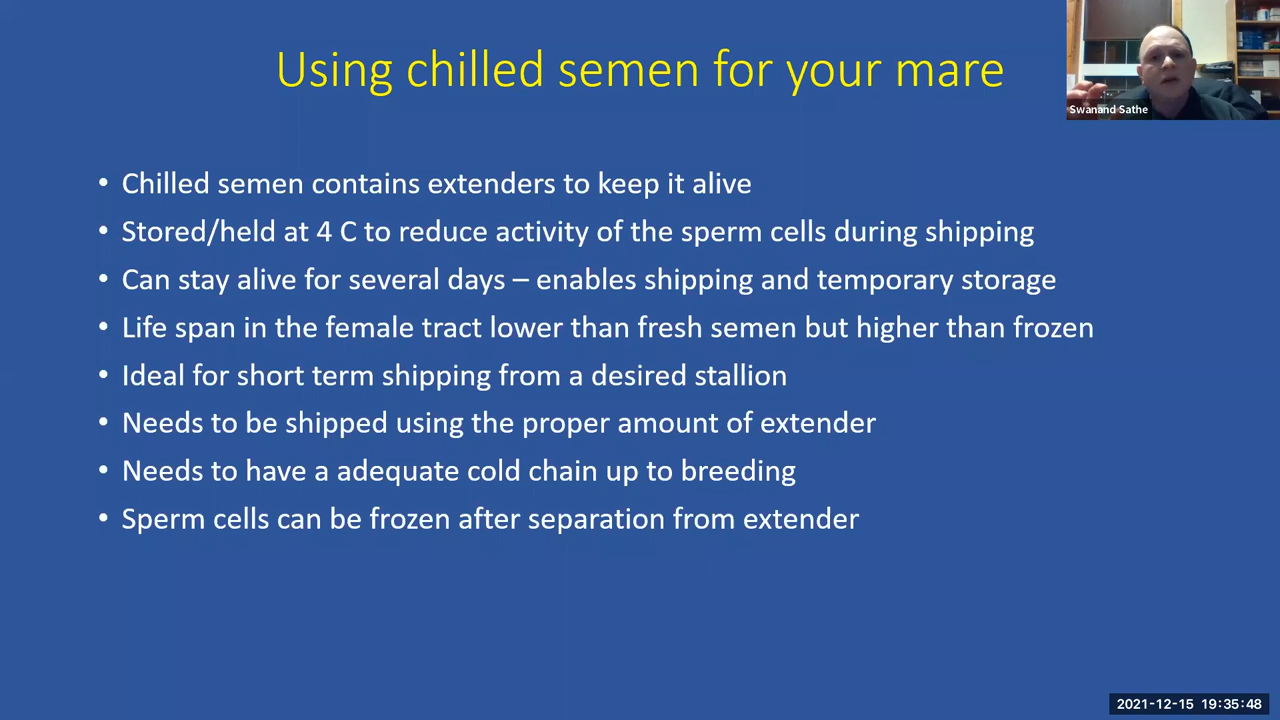 Using chilled semen for your mare
Swanand Sathe
• Chilled semen contains extenders to keep it alive
• Stored/held at 4 C to reduce activity of the sperm cells during shipping
• Can stay alive for several days – enables shipping and temporary storage
• Life span in the female tract lower than fresh semen but higher than frozen
• Ideal for short term shipping from a desired stallion
• Needs to be shipped using the proper amount of extender
• Needs to have a adequate cold chain up to breeding
• Sperm cells can be frozen after separation from extender
2021-12-15 19:35:48